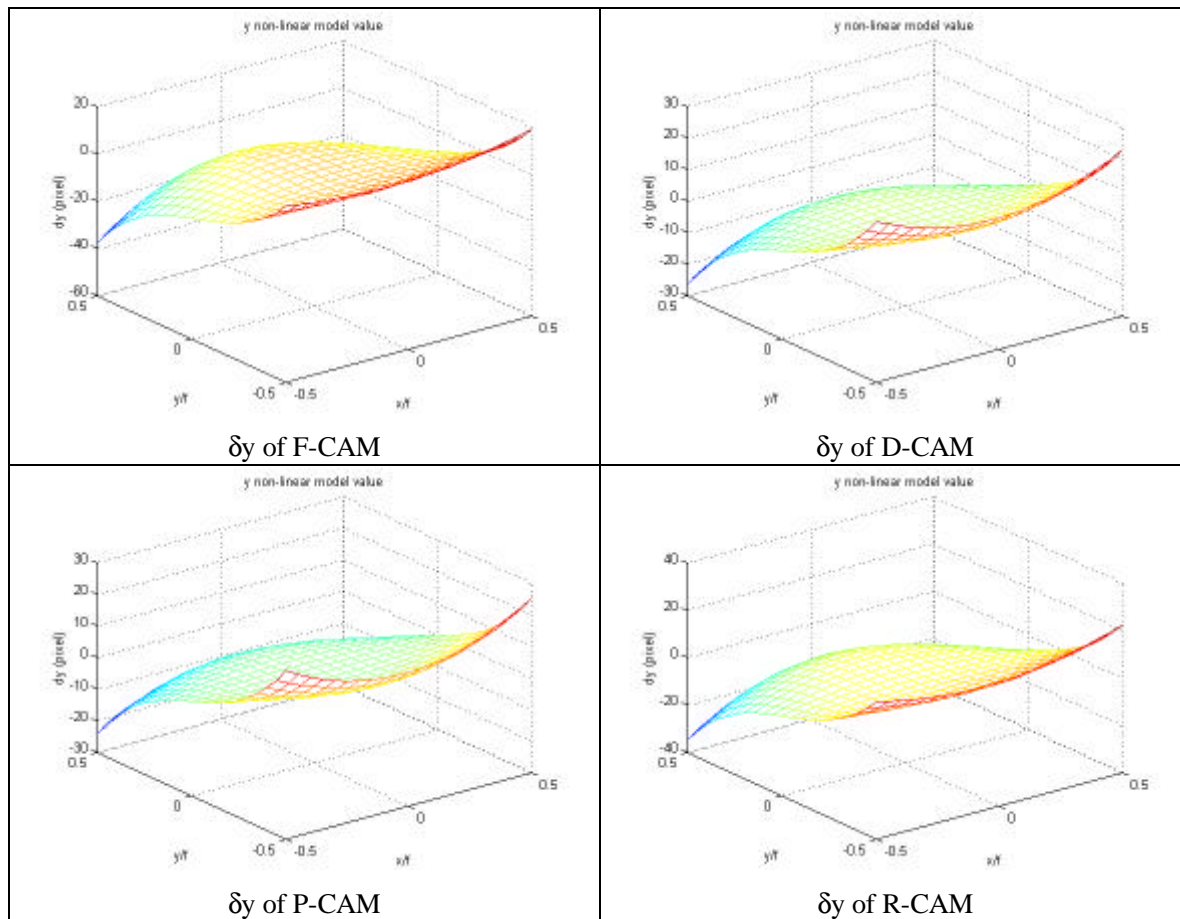 y non-linear model value
20
0
-20
-40
-60
dy (pixel)
0.5
0
-0.5
y/f
-0.5
0
0.5
x/f
δy of F-CAM
y non-linear model value
30
20
10
0
-10
-20
-30
dy (pixel)
0.5
0
-0.5
y/f
-0.5
0
0.5
x/f
δy of D-CAM
y non-linear model value
30
20
10
0
-10
-20
-30
dy (pixel)
0.5
0
-0.5
y/f
-0.5
0
0.5
x/f
δy of P-CAM
y non-linear model value
40
20
0
-20
-40
dy (pixel)
0.5
0
-0.5
y/f
-0.5
0
0.5
x/f
δy of R-CAM